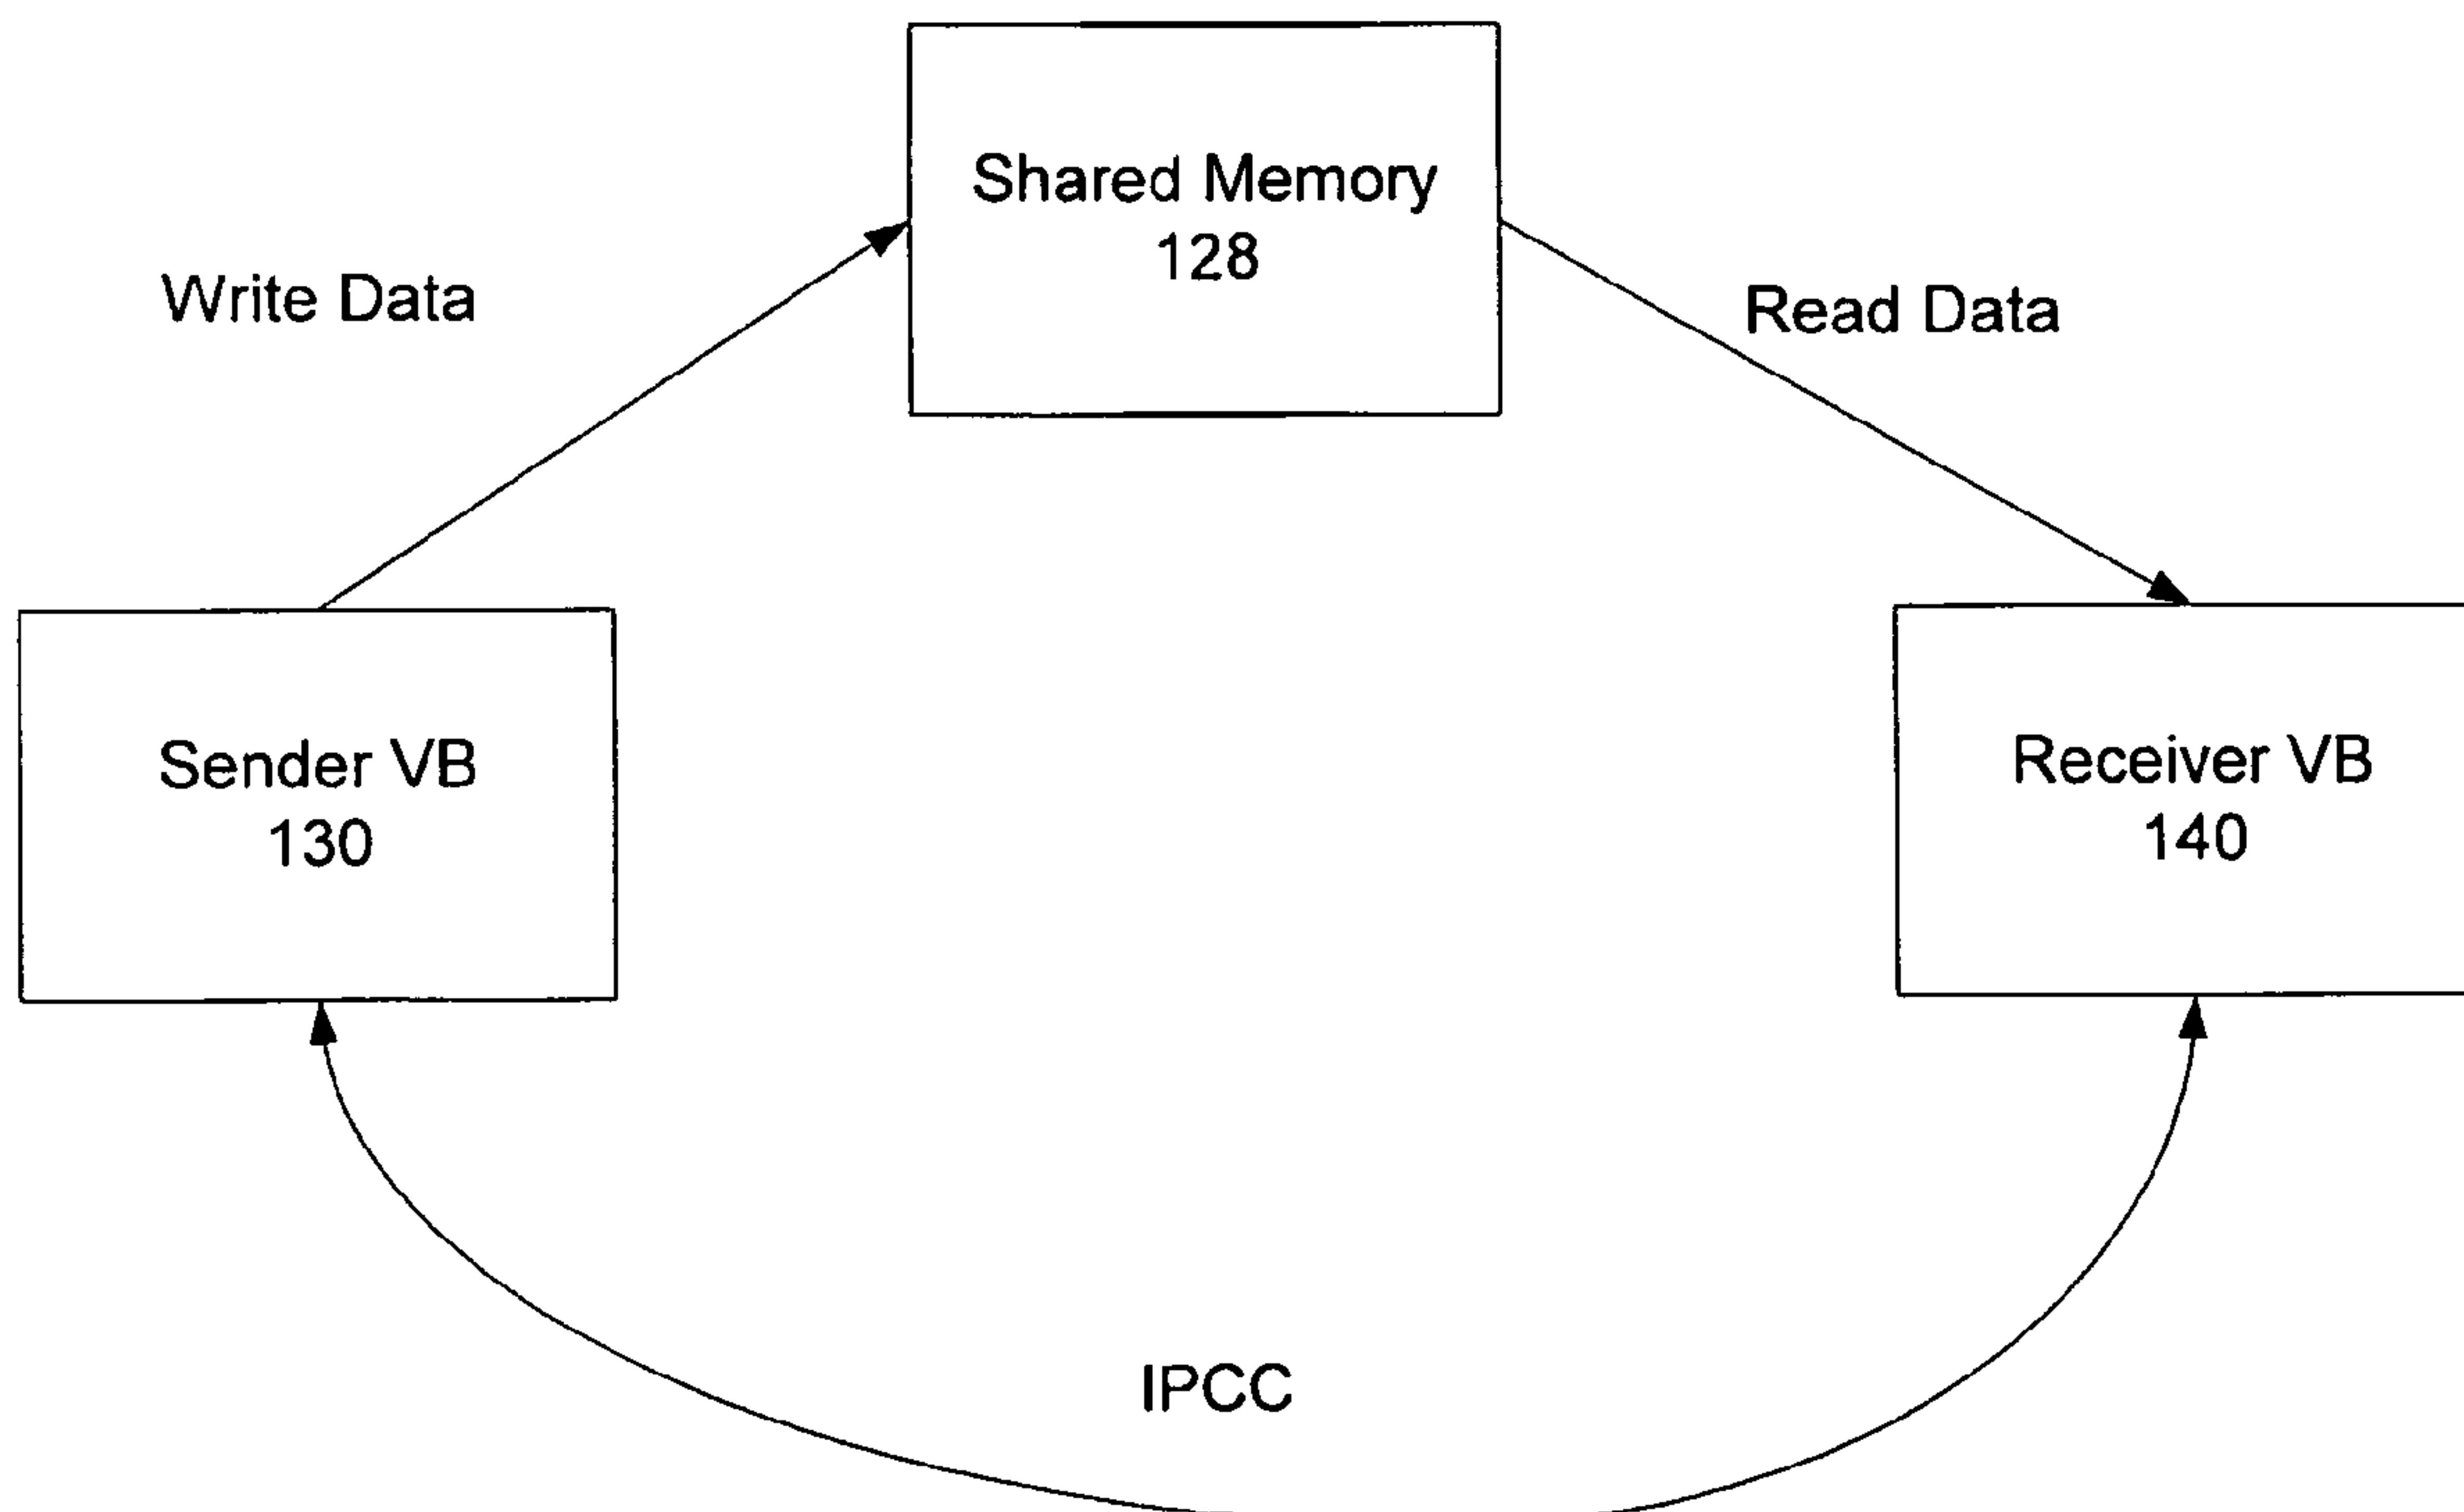 Shared Memory
128
Write Data
Read Data
Sender VB
130
Receiver VB
140
IPCC